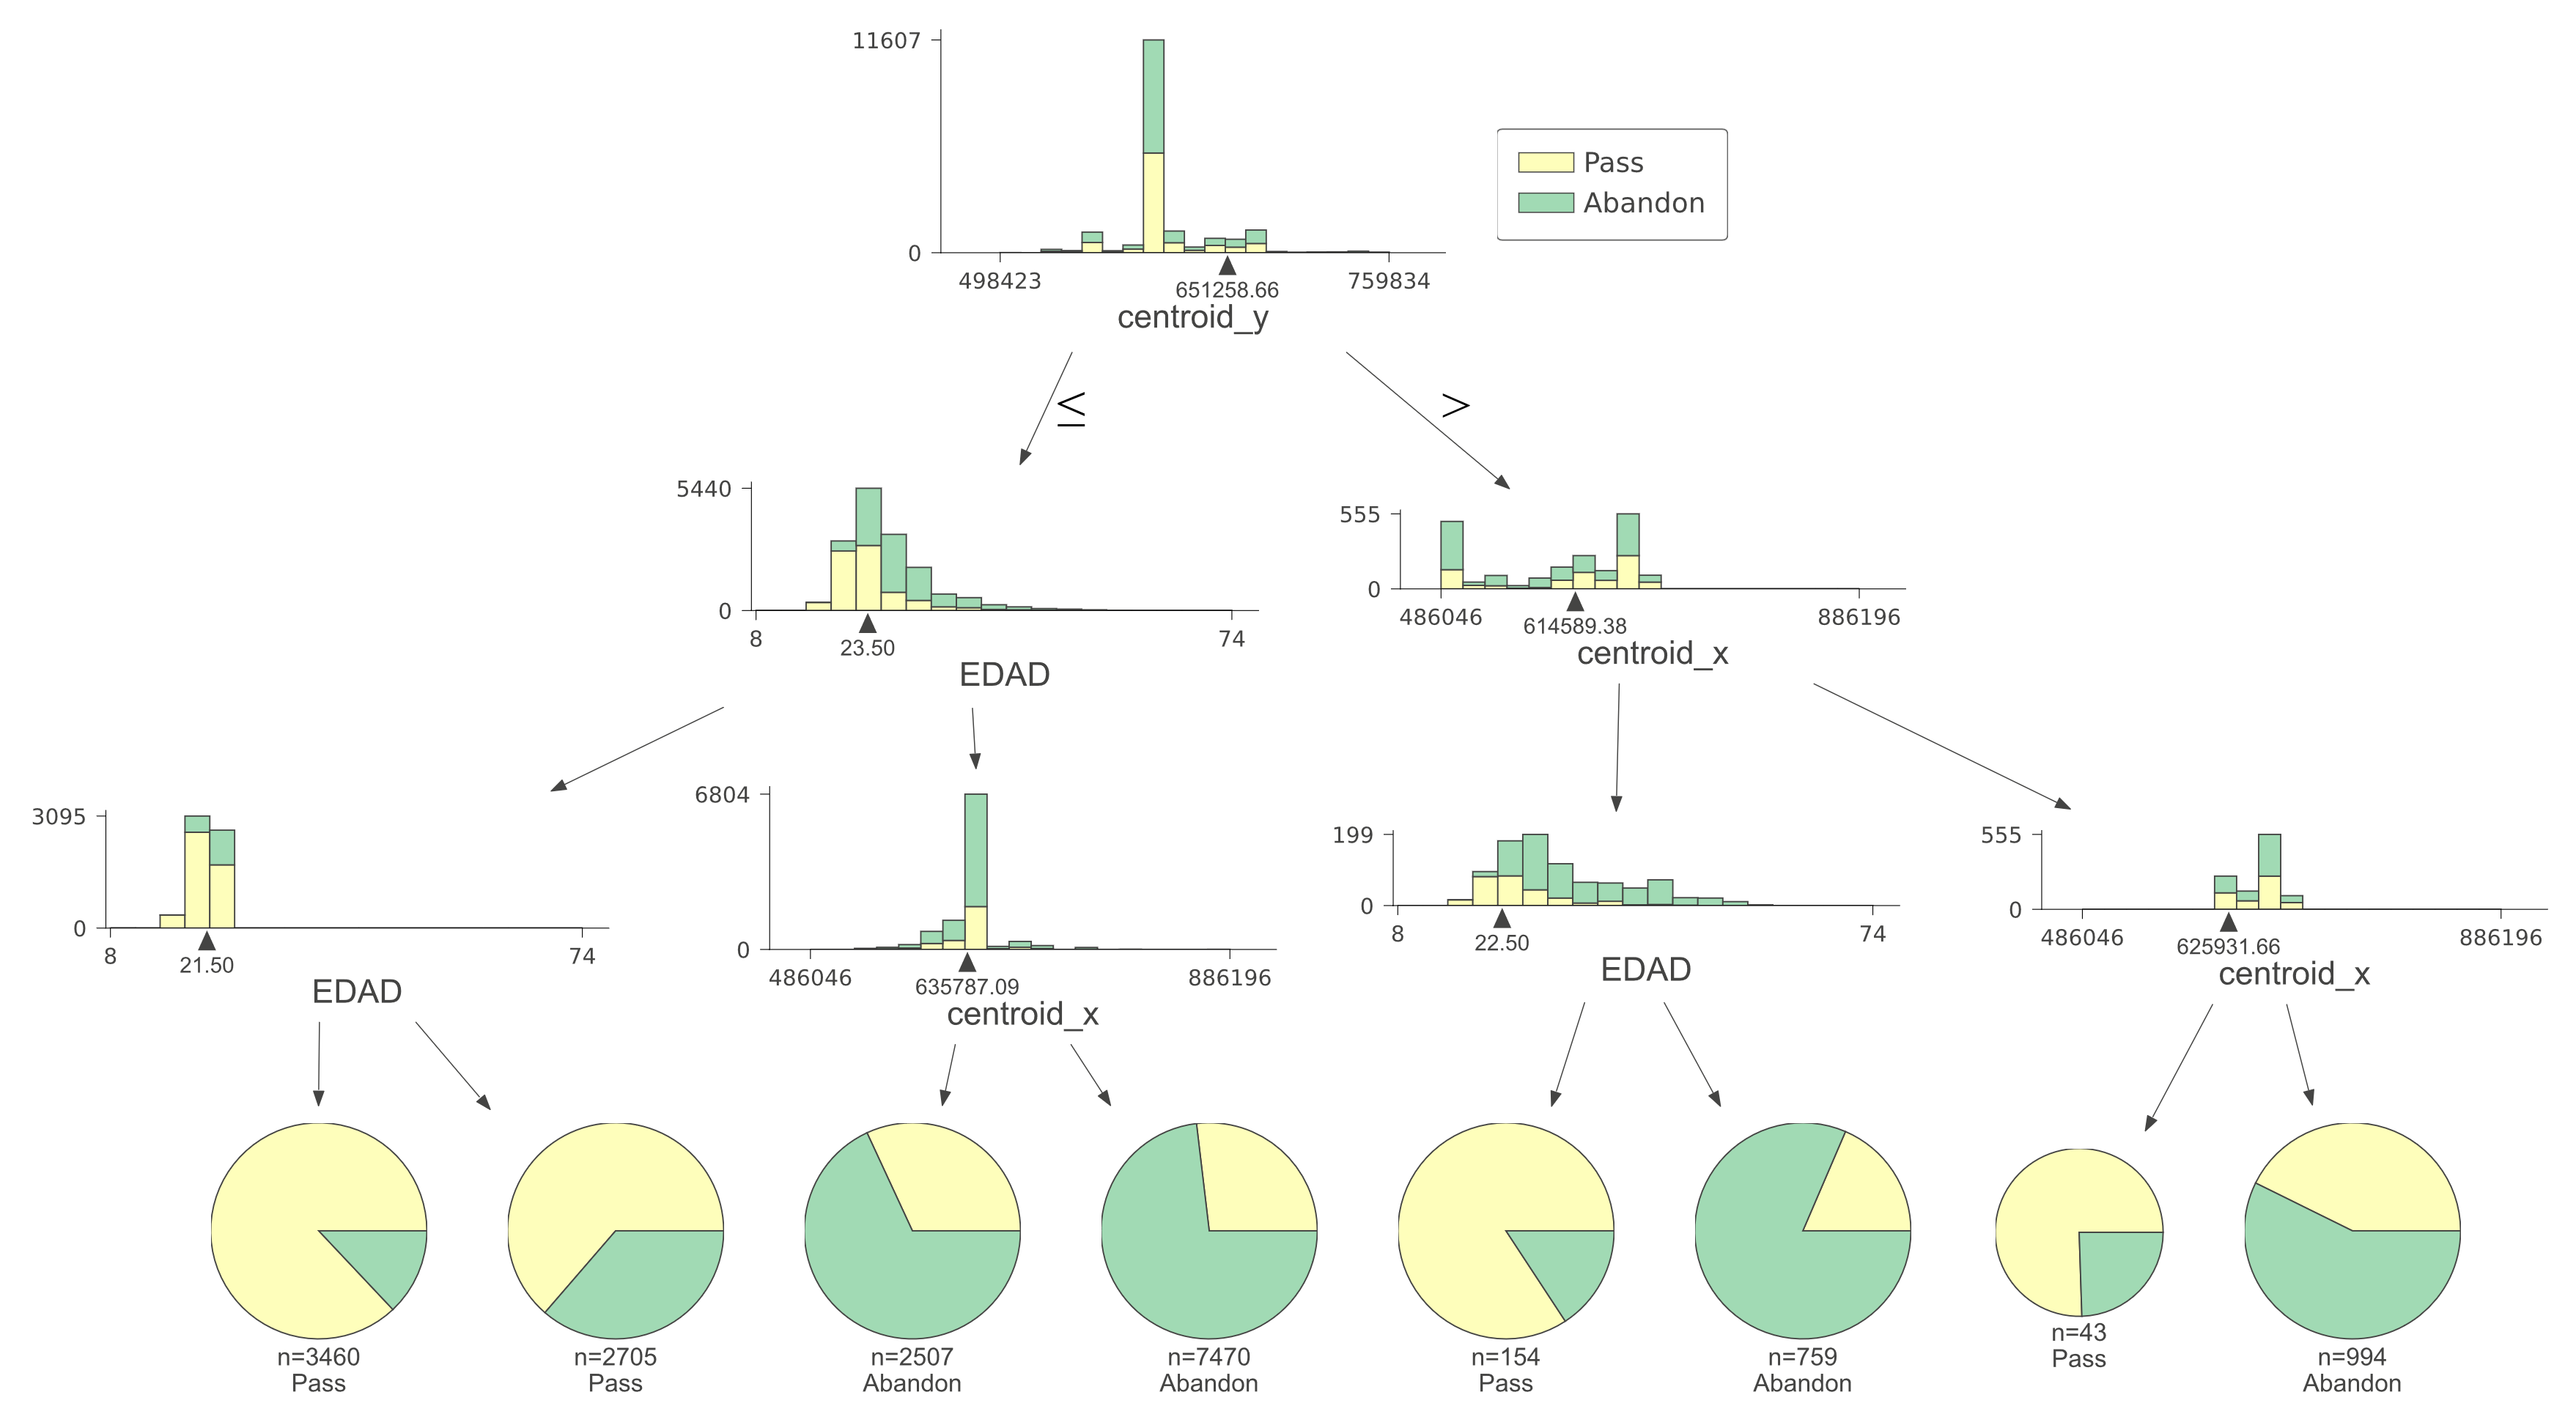 11607
0
498423
759834
651258.66
centroid_y
Pass
Abandon
≤
>
5440
0
8
74
23.50
EDAD
555
0
486046
886196
614589.38
centroid_x
3095
0
8
74
21.50
EDAD
6804
0
486046
886196
635787.09
centroid_x
199
0
8
74
22.50
EDAD
555
0
486046
886196
625931.66
centroid_x
n=3460
Pass
n=2705
Pass
n=2507
Abandon
n=7470
Abandon
n=154
Pass
n=759
Abandon
n=43
Pass
n=994
Abandon